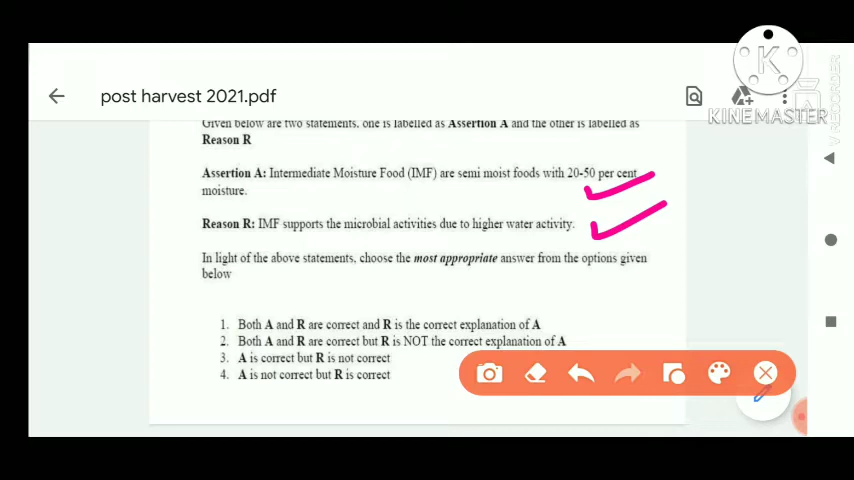 post harvest 2021.pdf
K
KINEMASTER
V RECORDER
Given below are two statements, one is labelled as Assertion A and the other is labelled as
Reason R
Assertion A: Intermediate Moisture Food (IMF) are semi moist foods with 20-50 per cent
moisture.
Reason R: IMF supports the microbial activities due to higher water activity.
In light of the above statements, choose the most appropriate answer from the options given
below
1. Both A and R are correct and R is the correct explanation of A
2. Both A and R are correct but R is NOT the correct explanation of A
3. A is correct but R is not correct
4. A is not correct but R is correct